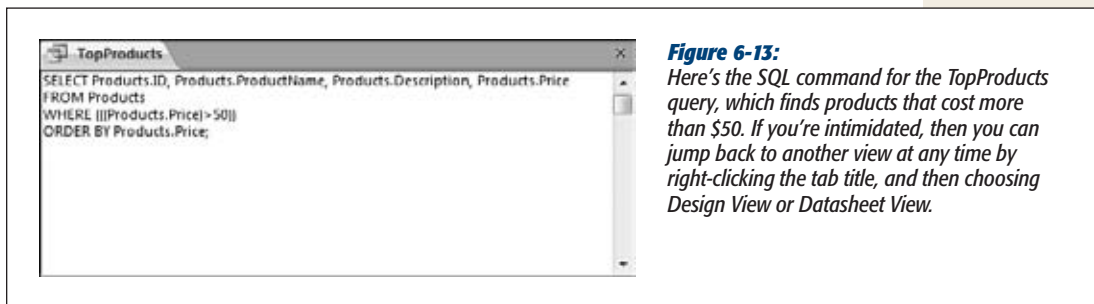 TopProducts
SELECT Products.ID, Products.ProductName, Products.Description, Products.Price
FROM Products
WHERE (((Products.Price)>50))
ORDER BY Products.Price;
Figure 6-13:
Here's the SQL command for the TopProducts
query, which finds products that cost more
than $50. If you're intimidated, then you can
jump back to another view at any time by
right-clicking the tab title, and then choosing
Design View or Datasheet View.